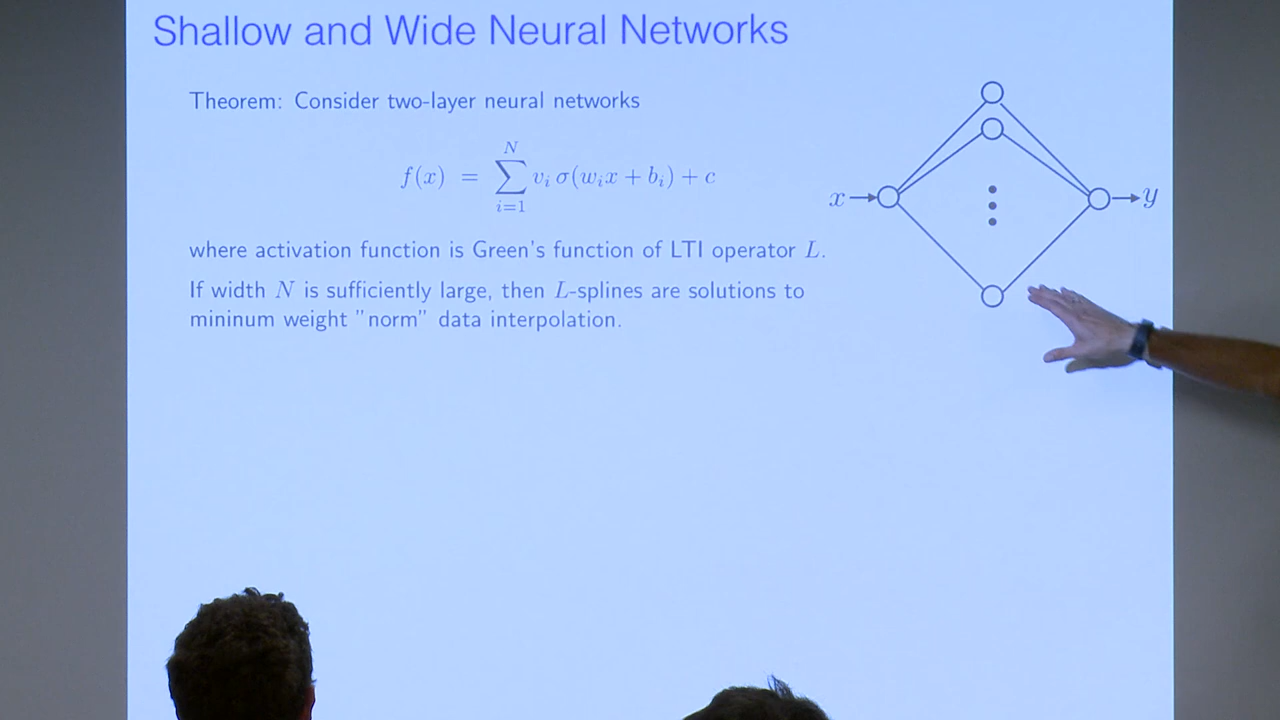 Shallow and Wide Neural Networks
Theorem: Consider two-layer neural networks
f(x) = \sum_{i=1}^{N} v_i σ(w_i x + b_i) + c
where activation function is Green's function of LTI operator L.
If width N is sufficiently large, then L-splines are solutions to
mininum weight "norm" data interpolation.
x
y